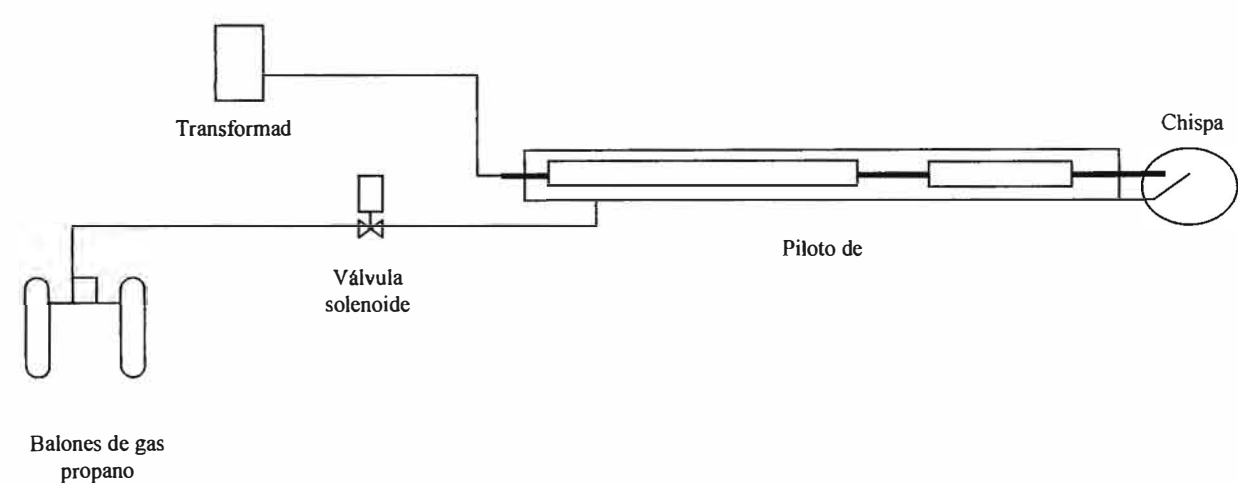 Transformad
Chispa
Piloto de
Válvula
solenoide
Balones de gas
propano